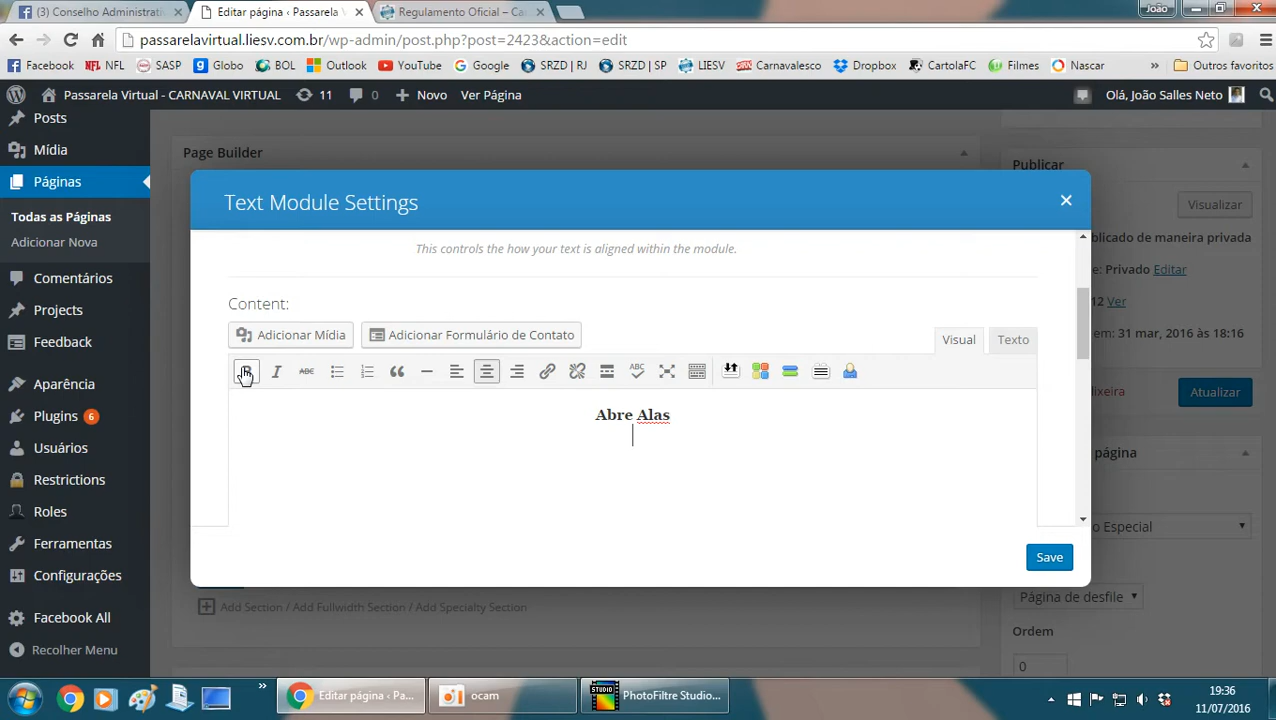 (3) Conselho Administrativ
Editar página ‹ Passarela V
Regulamento Oficial – Ca
João
passarelavirtual.liesv.com.br/wp-admin/post.php?post=2423&action=edit
Facebook NFL SASP Globo BOL Outlook YouTube Google SRZD | RJ SRZD | SP LIESV Carnavalesco Dropbox CartolaFC Filmes Nascar » Outros favoritos
Passarela Virtual - CARNAVAL VIRTUAL 11 0 Novo Ver Página Olá, João Salles Neto
Posts
Mídia
Páginas
Todas as Páginas
Adicionar Nova
Comentários
Projects
Feedback
Aparência
Plugins 6
Usuários
Restrictions
Roles
Ferramentas
Configurações
Facebook All
Recolher Menu
Page Builder
Text Module Settings
This controls the how your text is aligned within the module.
Content:
Adicionar Mídia Adicionar Formulário de Contato
Visual Texto
ABC ABC
Abre Alas
Save
Add Section / Add Fullwidth Section / Add Specialty Section
Publicar
Visualizar
blicado de maneira privada
e: Privado Editar
12 Ver
em: 31 mar, 2016 às 18:16
lixeira Atualizar
página
o Especial
Página de desfile
Ordem
0
»
Editar página ‹ Pa...
ocam
STUDIO
PhotoFiltre Studio...
19:36
11/07/2016